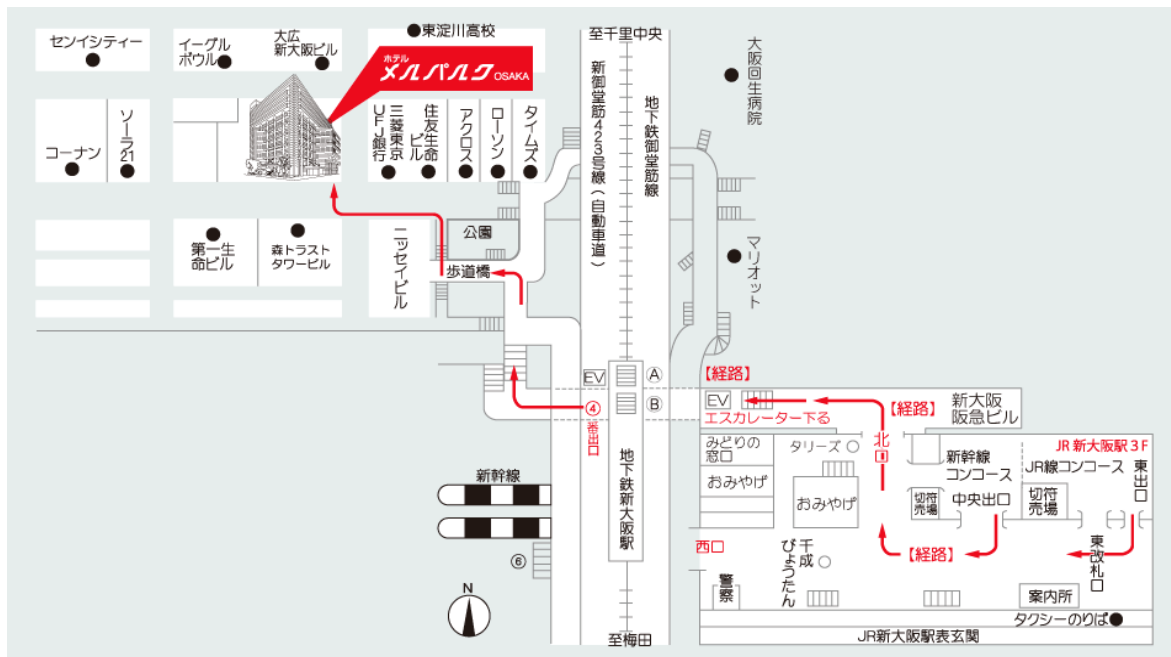 センイシティー
イーグル
ボウル
大広
新大阪ビル
東淀川高校
ホテル
メルパルク OSAKA
至千里中央
大阪回生病院
新御堂筋423号線(自動車道)
地下鉄御堂筋線
コーナン
ソーラ21
三菱東京
UFJ銀行
住友生命
ビル
アクロス
ローソン
タイムズ
第一生
命ビル
森トラスト
タワービル
ニッセイビル
公園
歩道橋
マリオット
EV
A
B
④
番出口
【経路】
EV
エスカレーター下る
【経路】
新大阪
阪急ビル
みどりの
窓口
タリーズ
北口
新幹線
コンコース
JR新大阪駅3F
JR線コンコース
東出口
おみやげ
おみやげ
切符
売場
中央出口
切符
売場
新幹線
地下鉄新大阪駅
西口
千成
びょうたん
【経路】
東改札口
⑥
警察
案内所
N
タクシーのりば
至梅田
JR新大阪駅表玄関